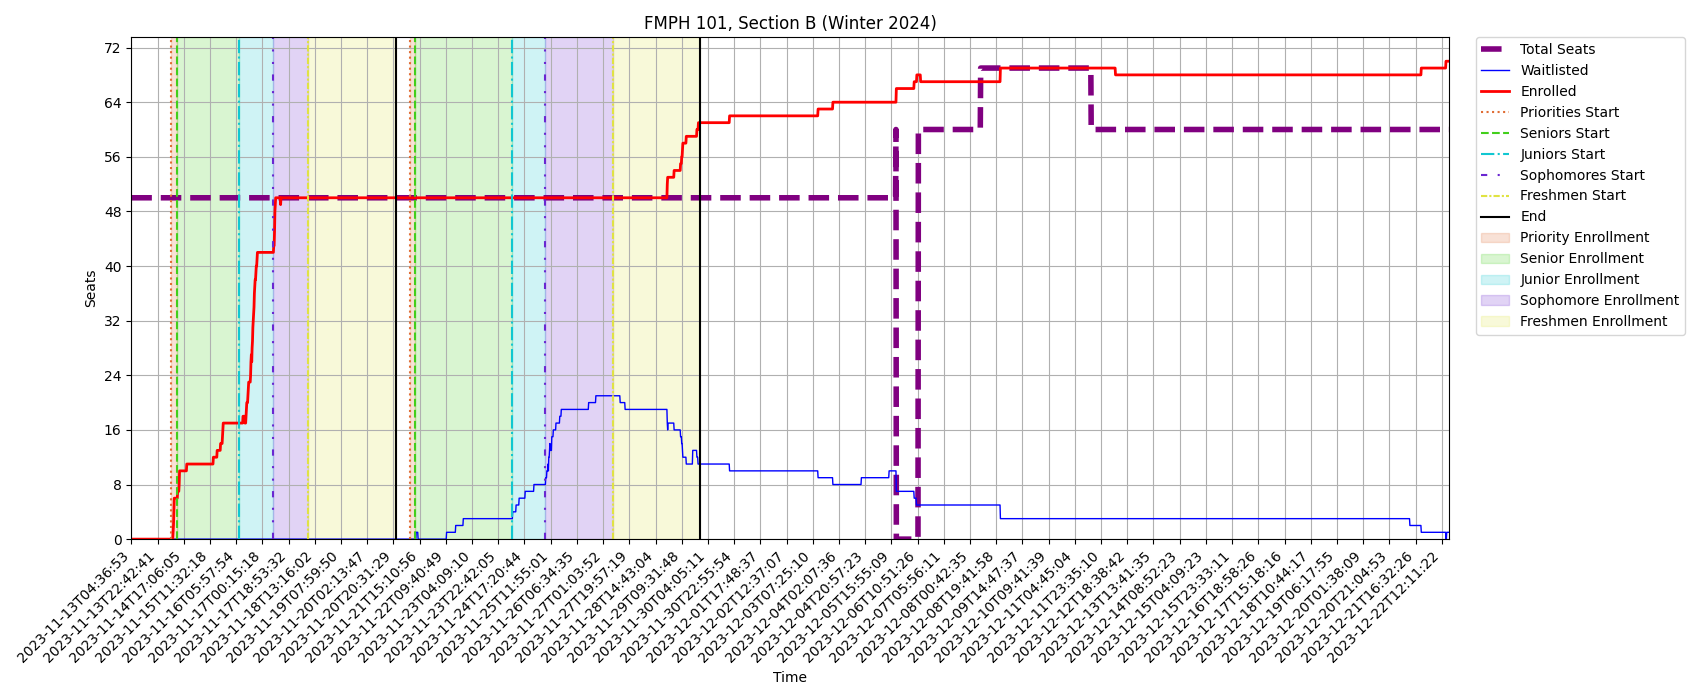 FMPH 101, Section B (Winter 2024)
72
64
56
48
40
32
24
16
8
0
Seats
2023-11-13T04:36:53
2023-11-13T22:42:41
2023-11-14T17:06:05
2023-11-15T11:32:18
2023-11-16T05:57:54
2023-11-17T00:15:18
2023-11-17T18:53:32
2023-11-18T13:16:02
2023-11-19T07:59:50
2023-11-20T02:13:47
2023-11-20T20:31:29
2023-11-21T15:10:56
2023-11-22T09:40:49
2023-11-23T04:09:10
2023-11-23T22:42:05
2023-11-24T17:20:44
2023-11-25T11:55:01
2023-11-26T06:34:35
2023-11-27T01:03:52
2023-11-27T19:57:19
2023-11-28T14:43:04
2023-11-29T09:31:48
2023-11-30T04:05:11
2023-11-30T22:55:54
2023-12-01T17:48:37
2023-12-02T12:37:07
2023-12-03T07:25:10
2023-12-04T02:07:36
2023-12-04T20:57:23
2023-12-05T15:55:09
2023-12-06T10:51:26
2023-12-07T05:56:11
2023-12-08T00:42:35
2023-12-08T19:41:58
2023-12-09T14:47:37
2023-12-10T09:41:39
2023-12-11T04:45:04
2023-12-11T23:35:10
2023-12-12T18:38:42
2023-12-13T13:41:35
2023-12-14T08:52:23
2023-12-15T04:09:23
2023-12-15T23:33:11
2023-12-16T18:58:26
2023-12-17T15:18:16
2023-12-18T10:44:17
2023-12-19T06:17:55
2023-12-20T01:38:09
2023-12-20T21:04:53
2023-12-21T16:32:26
2023-12-22T12:11:22
Time
Total Seats
Waitlisted
Enrolled
Priorities Start
Seniors Start
Juniors Start
Sophomores Start
Freshmen Start
End
Priority Enrollment
Senior Enrollment
Junior Enrollment
Sophomore Enrollment
Freshmen Enrollment